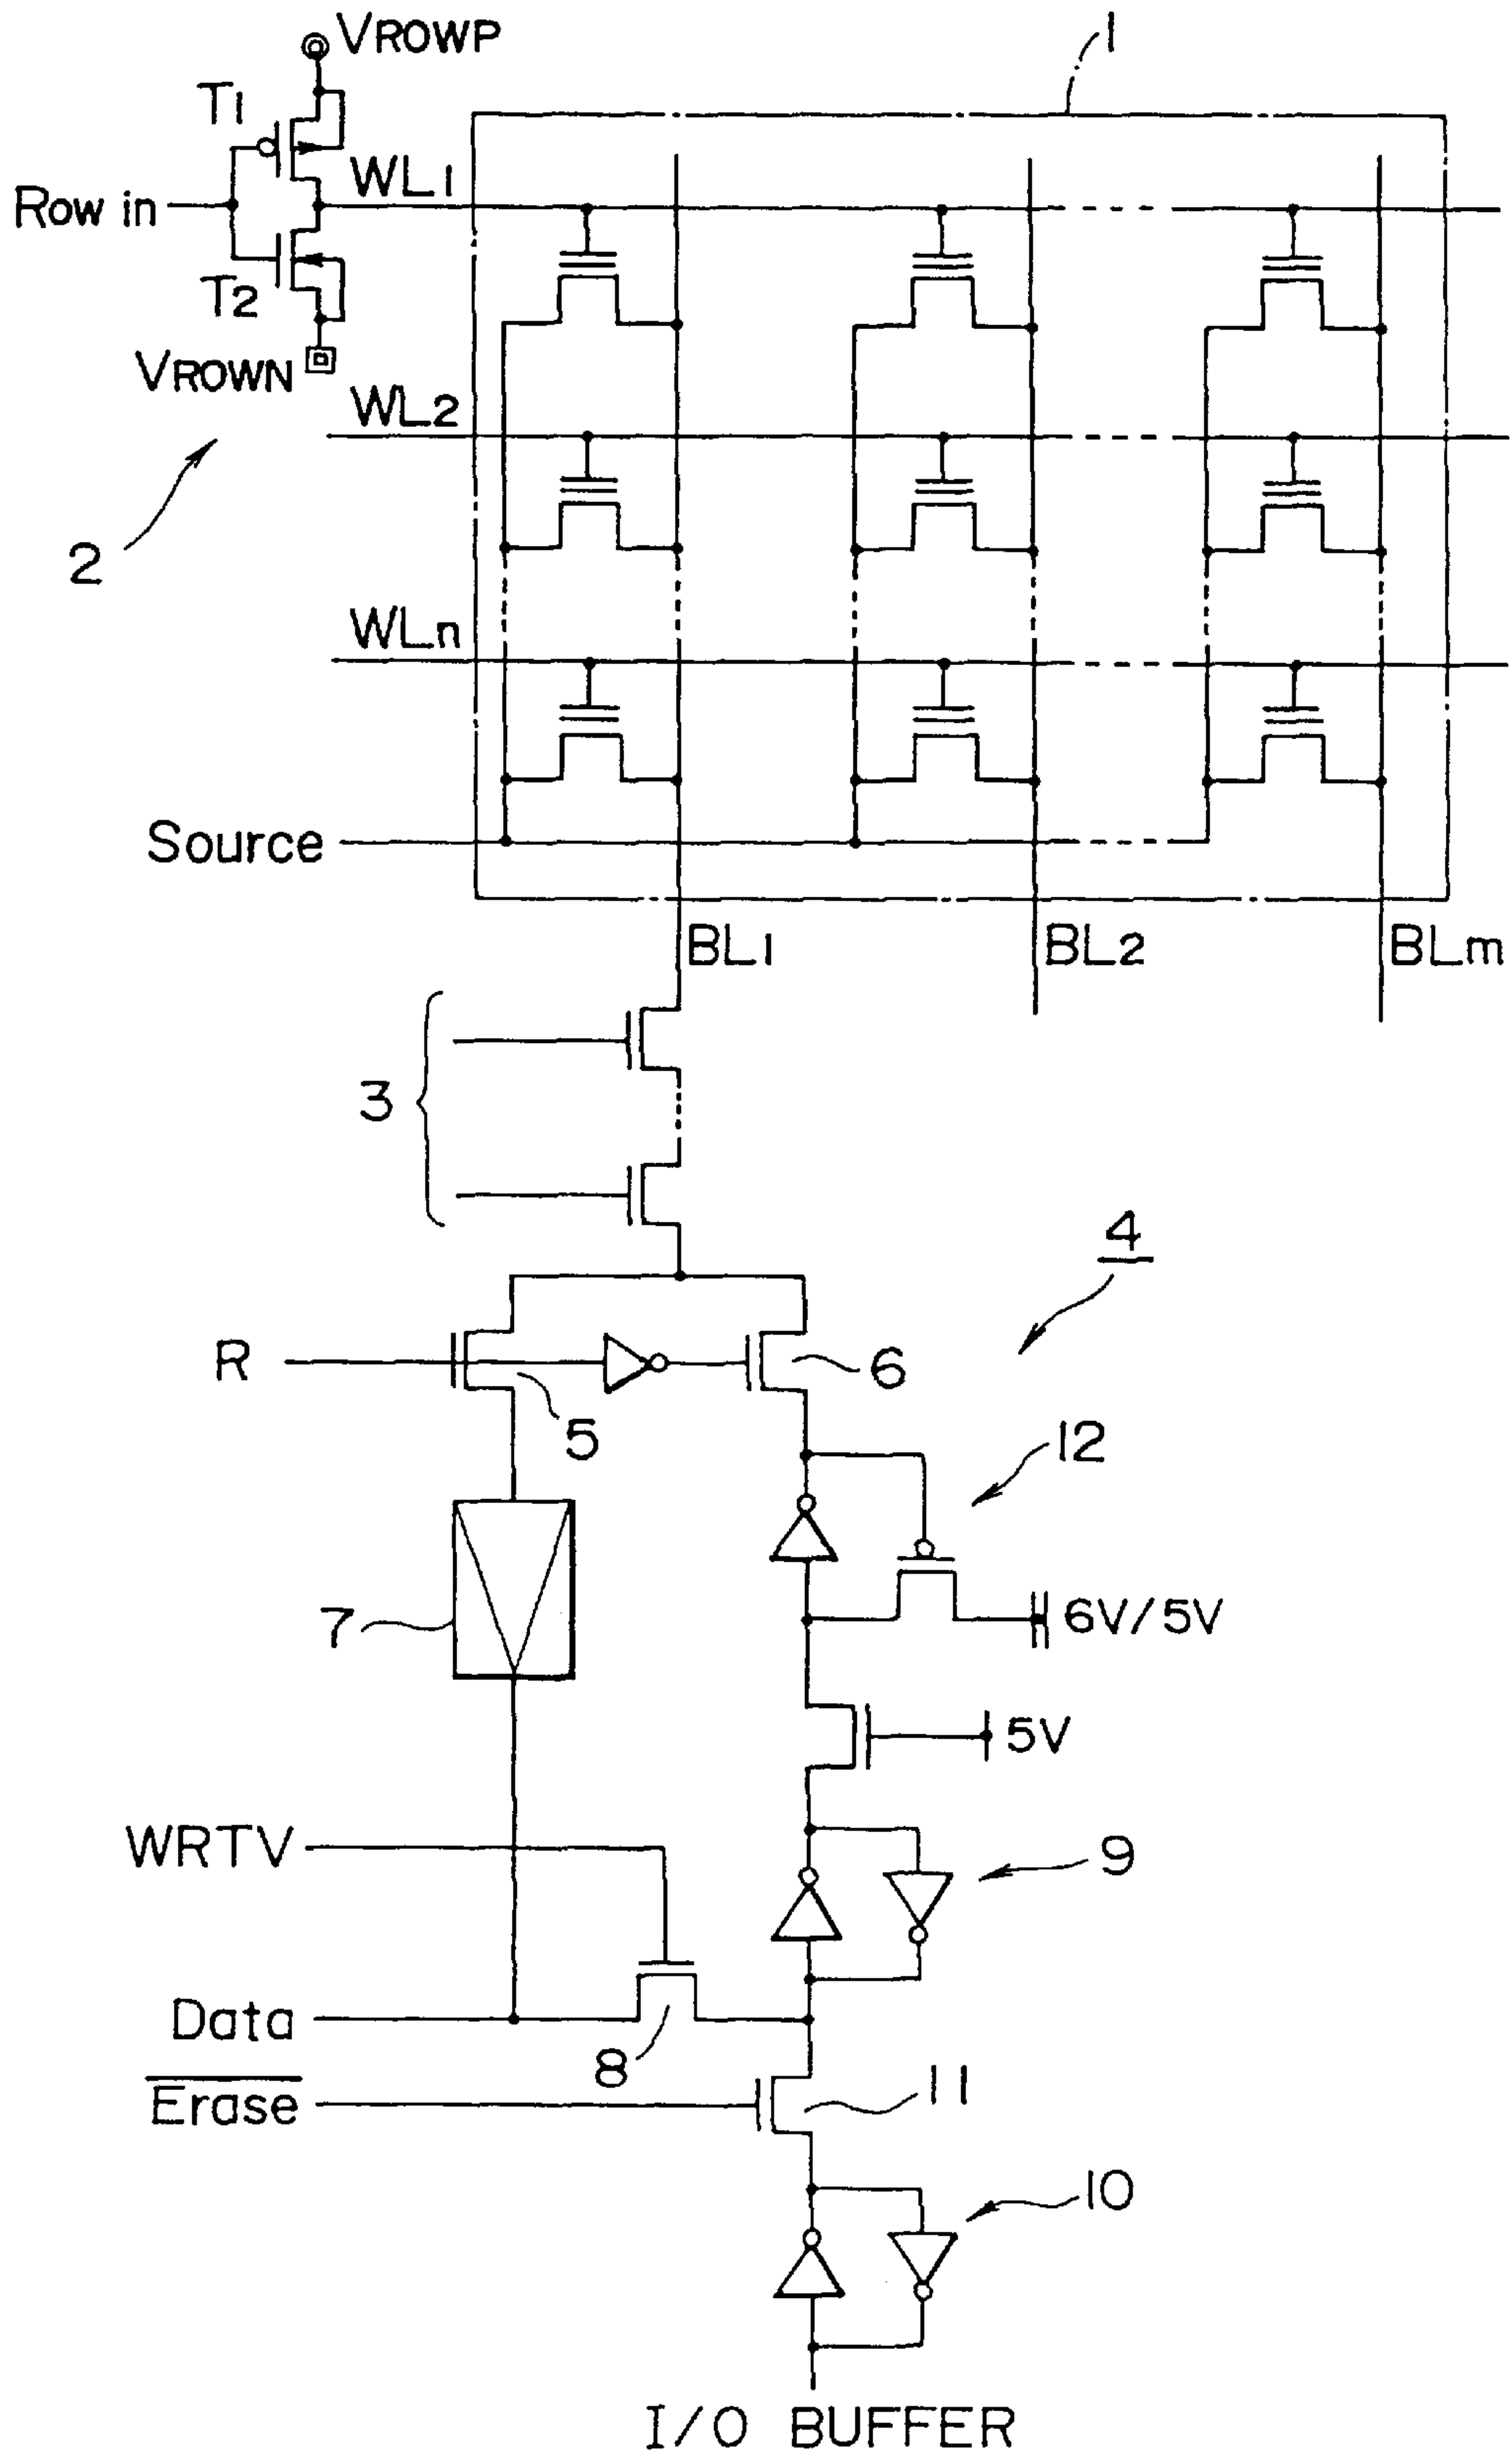 VROWP
1
T1
WL1
Row in
T2
VROWN
WL2
2
WLn
Source
BL1
BL2
BLm
3
4
R
6
5
12
7
6V/5V
5V
WRTV
9
Data
8
Erase
11
10
I/O BUFFER